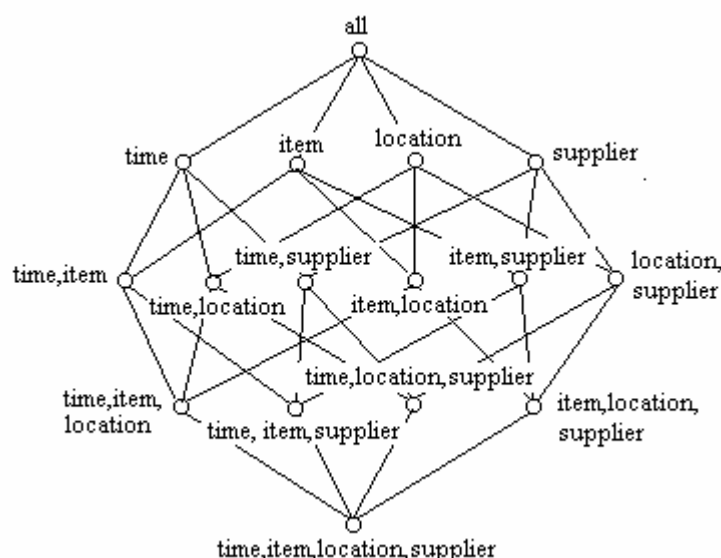 all
time
item
location
supplier
time,item
time,location
time,supplier
item,location
item,supplier
location,
supplier
time,item,
location
time, item,supplier
time,location,supplier
item,location,
supplier
time,item,location,supplier